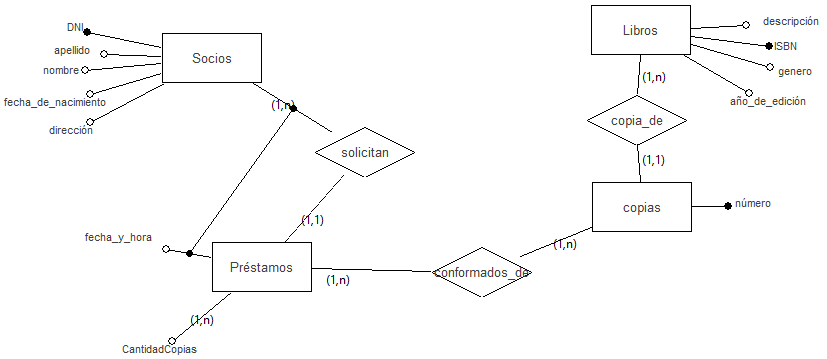 DNI
apellido
nombre
fecha_de_nacimiento
dirección
Socios
(1,n)
solicitan
(1,1)
fecha_y_hora
Préstamos
(1,n)
CantidadCopias
(1,n)
conformados_de
(1,n)
Libros
descripción
ISBN
genero
año_de_edición
(1,n)
copia_de
(1,1)
copias
número